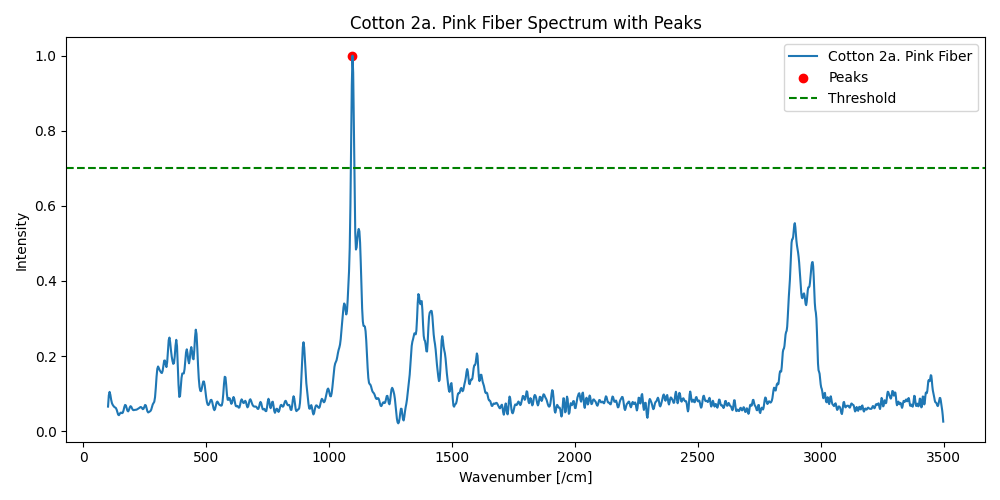 Cotton 2a. Pink Fiber Spectrum with Peaks
Cotton 2a. Pink Fiber
Peaks
Threshold
Intensity
1.0
0.8
0.6
0.4
0.2
0.0
0 500 1000 1500 2000 2500 3000 3500
Wavenumber [/cm]